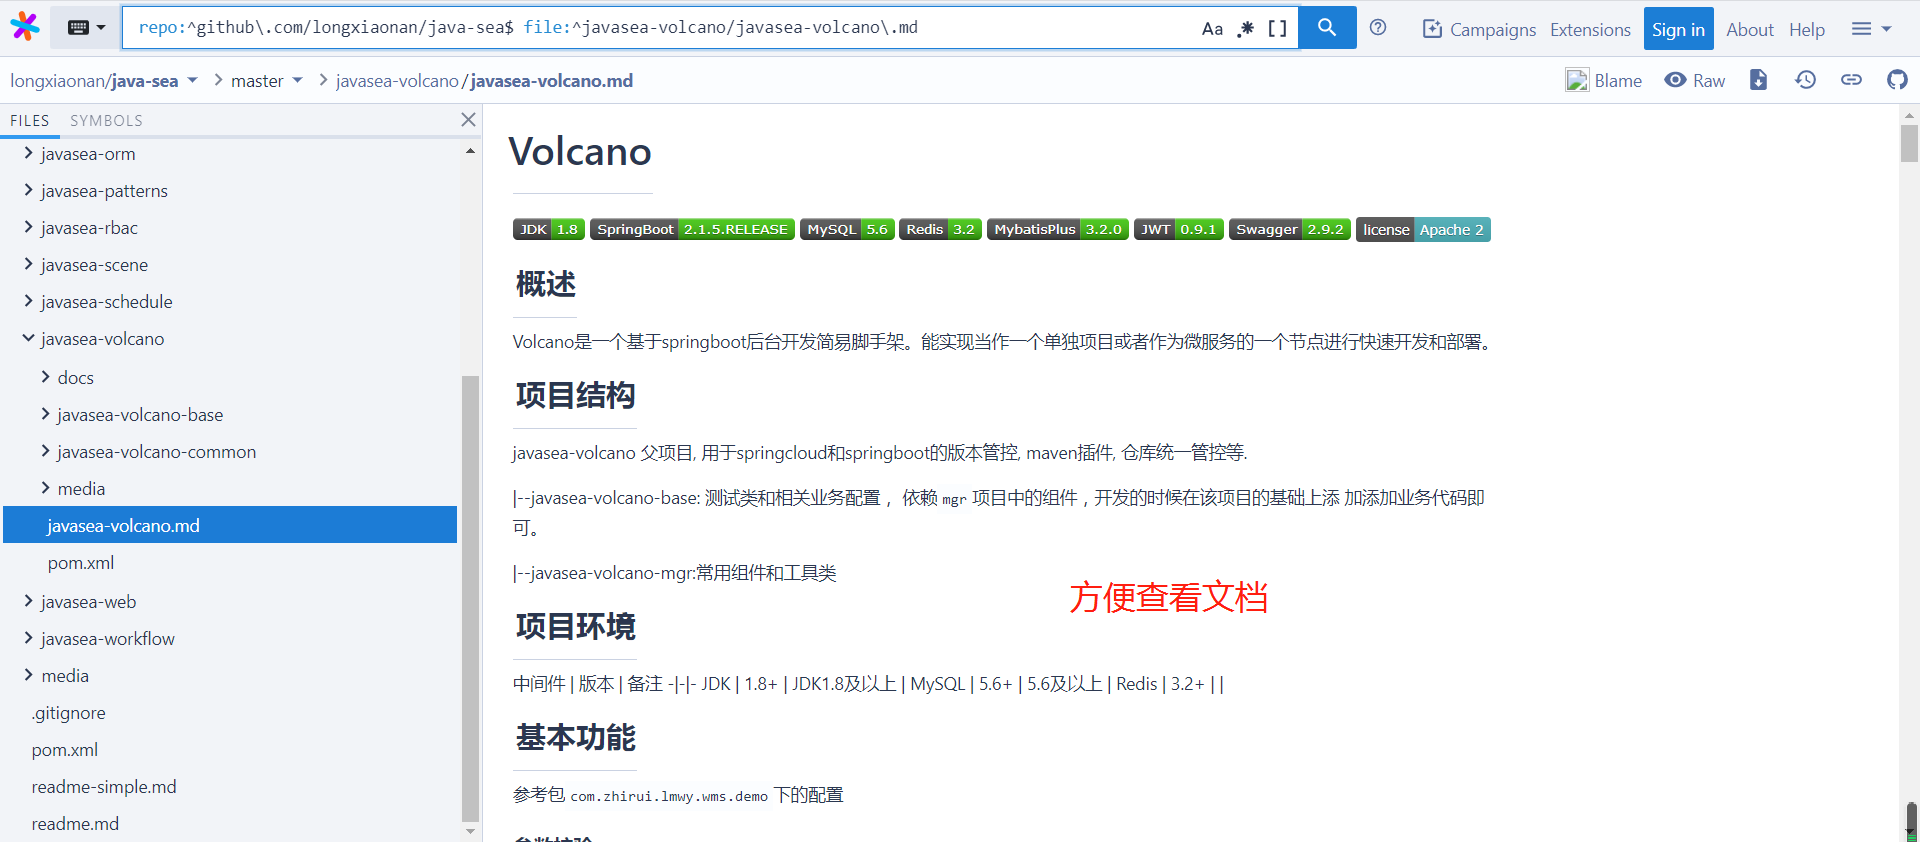 repo:^github\.com/longxiaonan/java-sea$ file:^javasea-volcano/javasea-volcano\.md
Aa .* []
Campaigns Extensions Sign in About Help
longxiaonan/java-sea master javasea-volcano/javasea-volcano.md
Blame Raw
FILES SYMBOLS
javasea-orm
javasea-patterns
javasea-rbac
javasea-scene
javasea-schedule
javasea-volcano
docs
javasea-volcano-base
javasea-volcano-common
media
javasea-volcano.md
pom.xml
javasea-web
javasea-workflow
media
.gitignore
pom.xml
readme-simple.md
readme.md
Volcano
JDK 1.8 SpringBoot 2.1.5.RELEASE MySQL 5.6 Redis 3.2 MybatisPlus 3.2.0 JWT 0.9.1 Swagger 2.9.2 license Apache 2
概述
Volcano是一个基于springboot后台开发简易脚手架。能实现当作一个单独项目或者作为微服务的一个节点进行快速开发和部署。
项目结构
javasea-volcano 父项目, 用于springcloud和springboot的版本管控, maven插件, 仓库统一管控等.
|--javasea-volcano-base: 测试类和相关业务配置， 依赖 mgr 项目中的组件，开发的时候在该项目的基础上添 加添加业务代码即
可。
|--javasea-volcano-mgr:常用组件和工具类
方便查看文档
项目环境
中间件 | 版本 | 备注 -|-|- JDK | 1.8+ | JDK1.8及以上 | MySQL | 5.6+ | 5.6及以上 | Redis | 3.2+ | |
基本功能
参考包 com.zhirui.lmwy.wms.demo 下的配置
参数校验